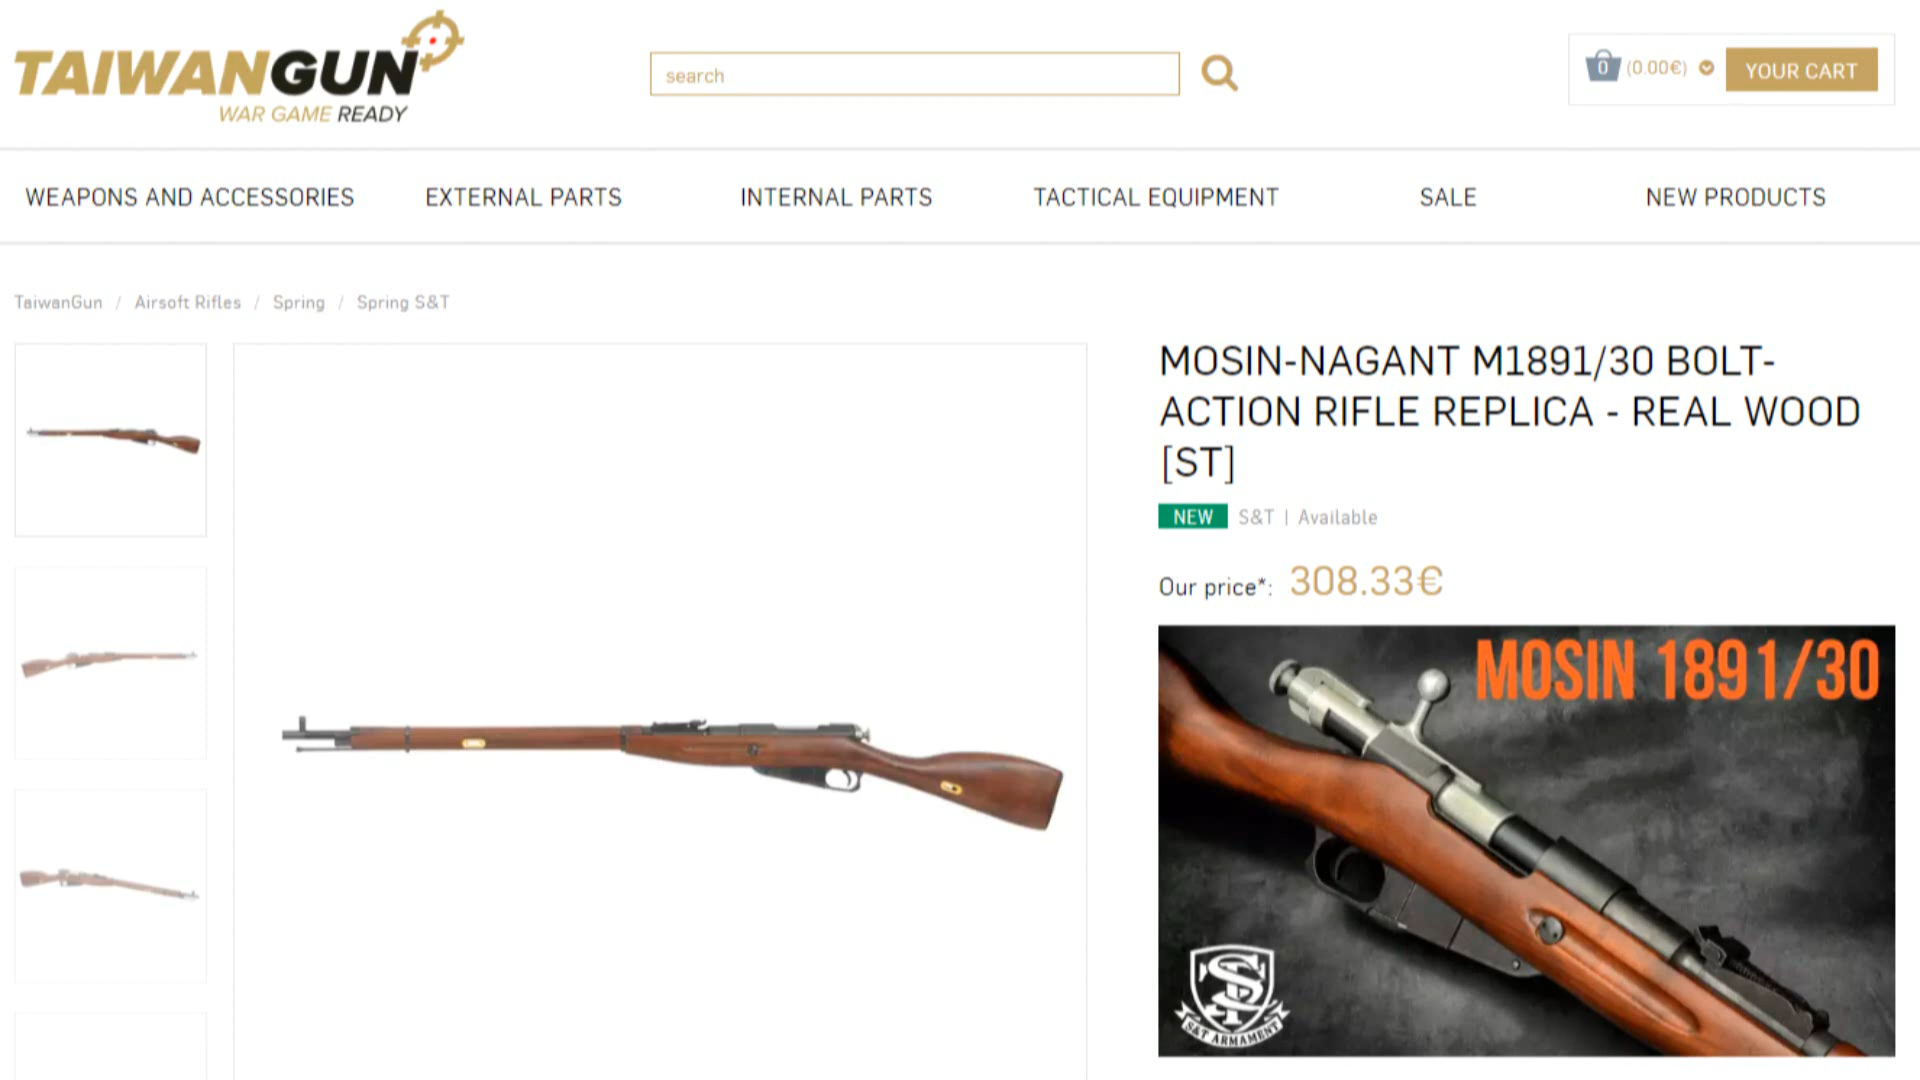 TAIWANGUN
WAR GAME READY
search
0 (0.00€)
YOUR CART
WEAPONS AND ACCESSORIES
EXTERNAL PARTS
INTERNAL PARTS
TACTICAL EQUIPMENT
SALE
NEW PRODUCTS
TaiwanGun / Airsoft Rifles / Spring / Spring S&T
MOSIN-NAGANT M1891/30 BOLT-
ACTION RIFLE REPLICA - REAL WOOD
[ST]
NEW S&T | Available
Our price*: 308.33€
MOSIN 1891/30
S&T ARMAMENT